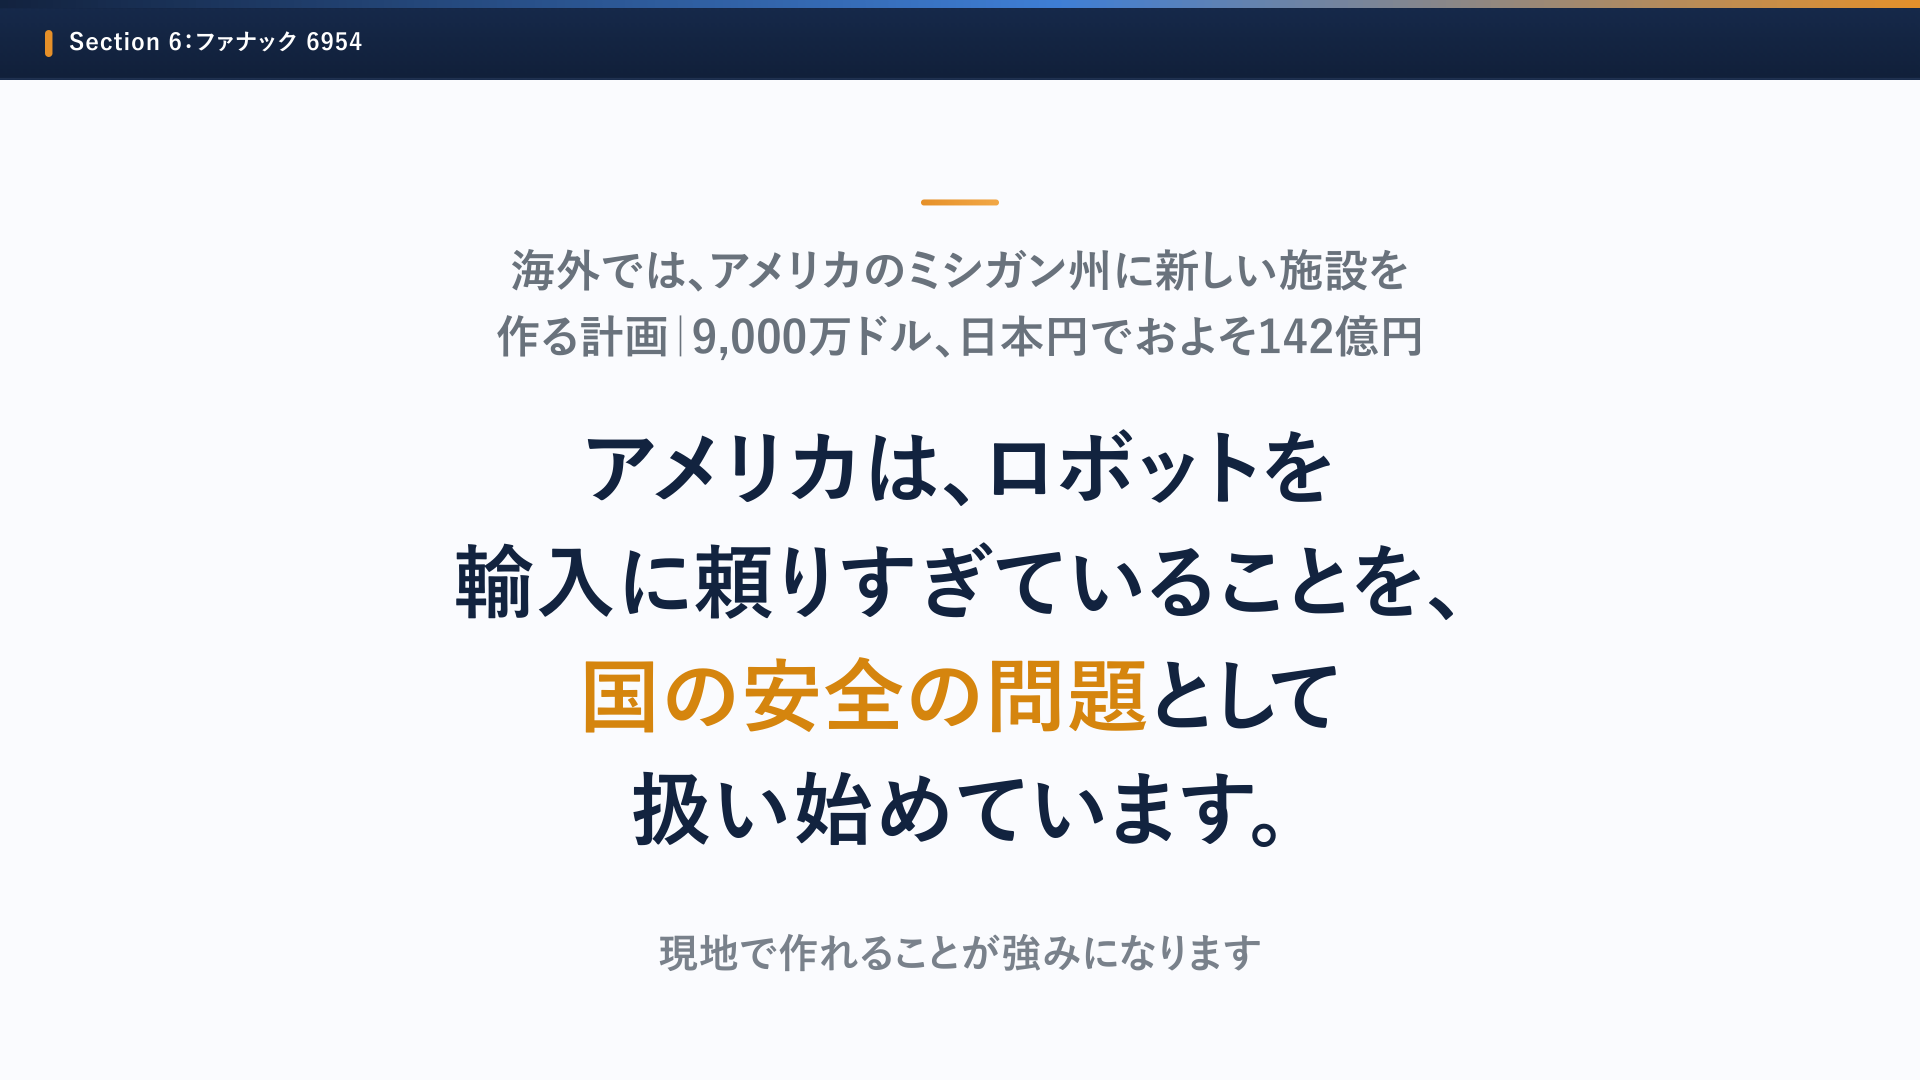 Section 6：ファナック 6954
海外では、アメリカのミシガン州に新しい施設を
作る計画｜9,000万ドル、日本円でおよそ142億円
アメリカは、ロボットを
輸入に頼りすぎていることを、
国の安全の問題として
扱い始めています。
現地で作れることが強みになります